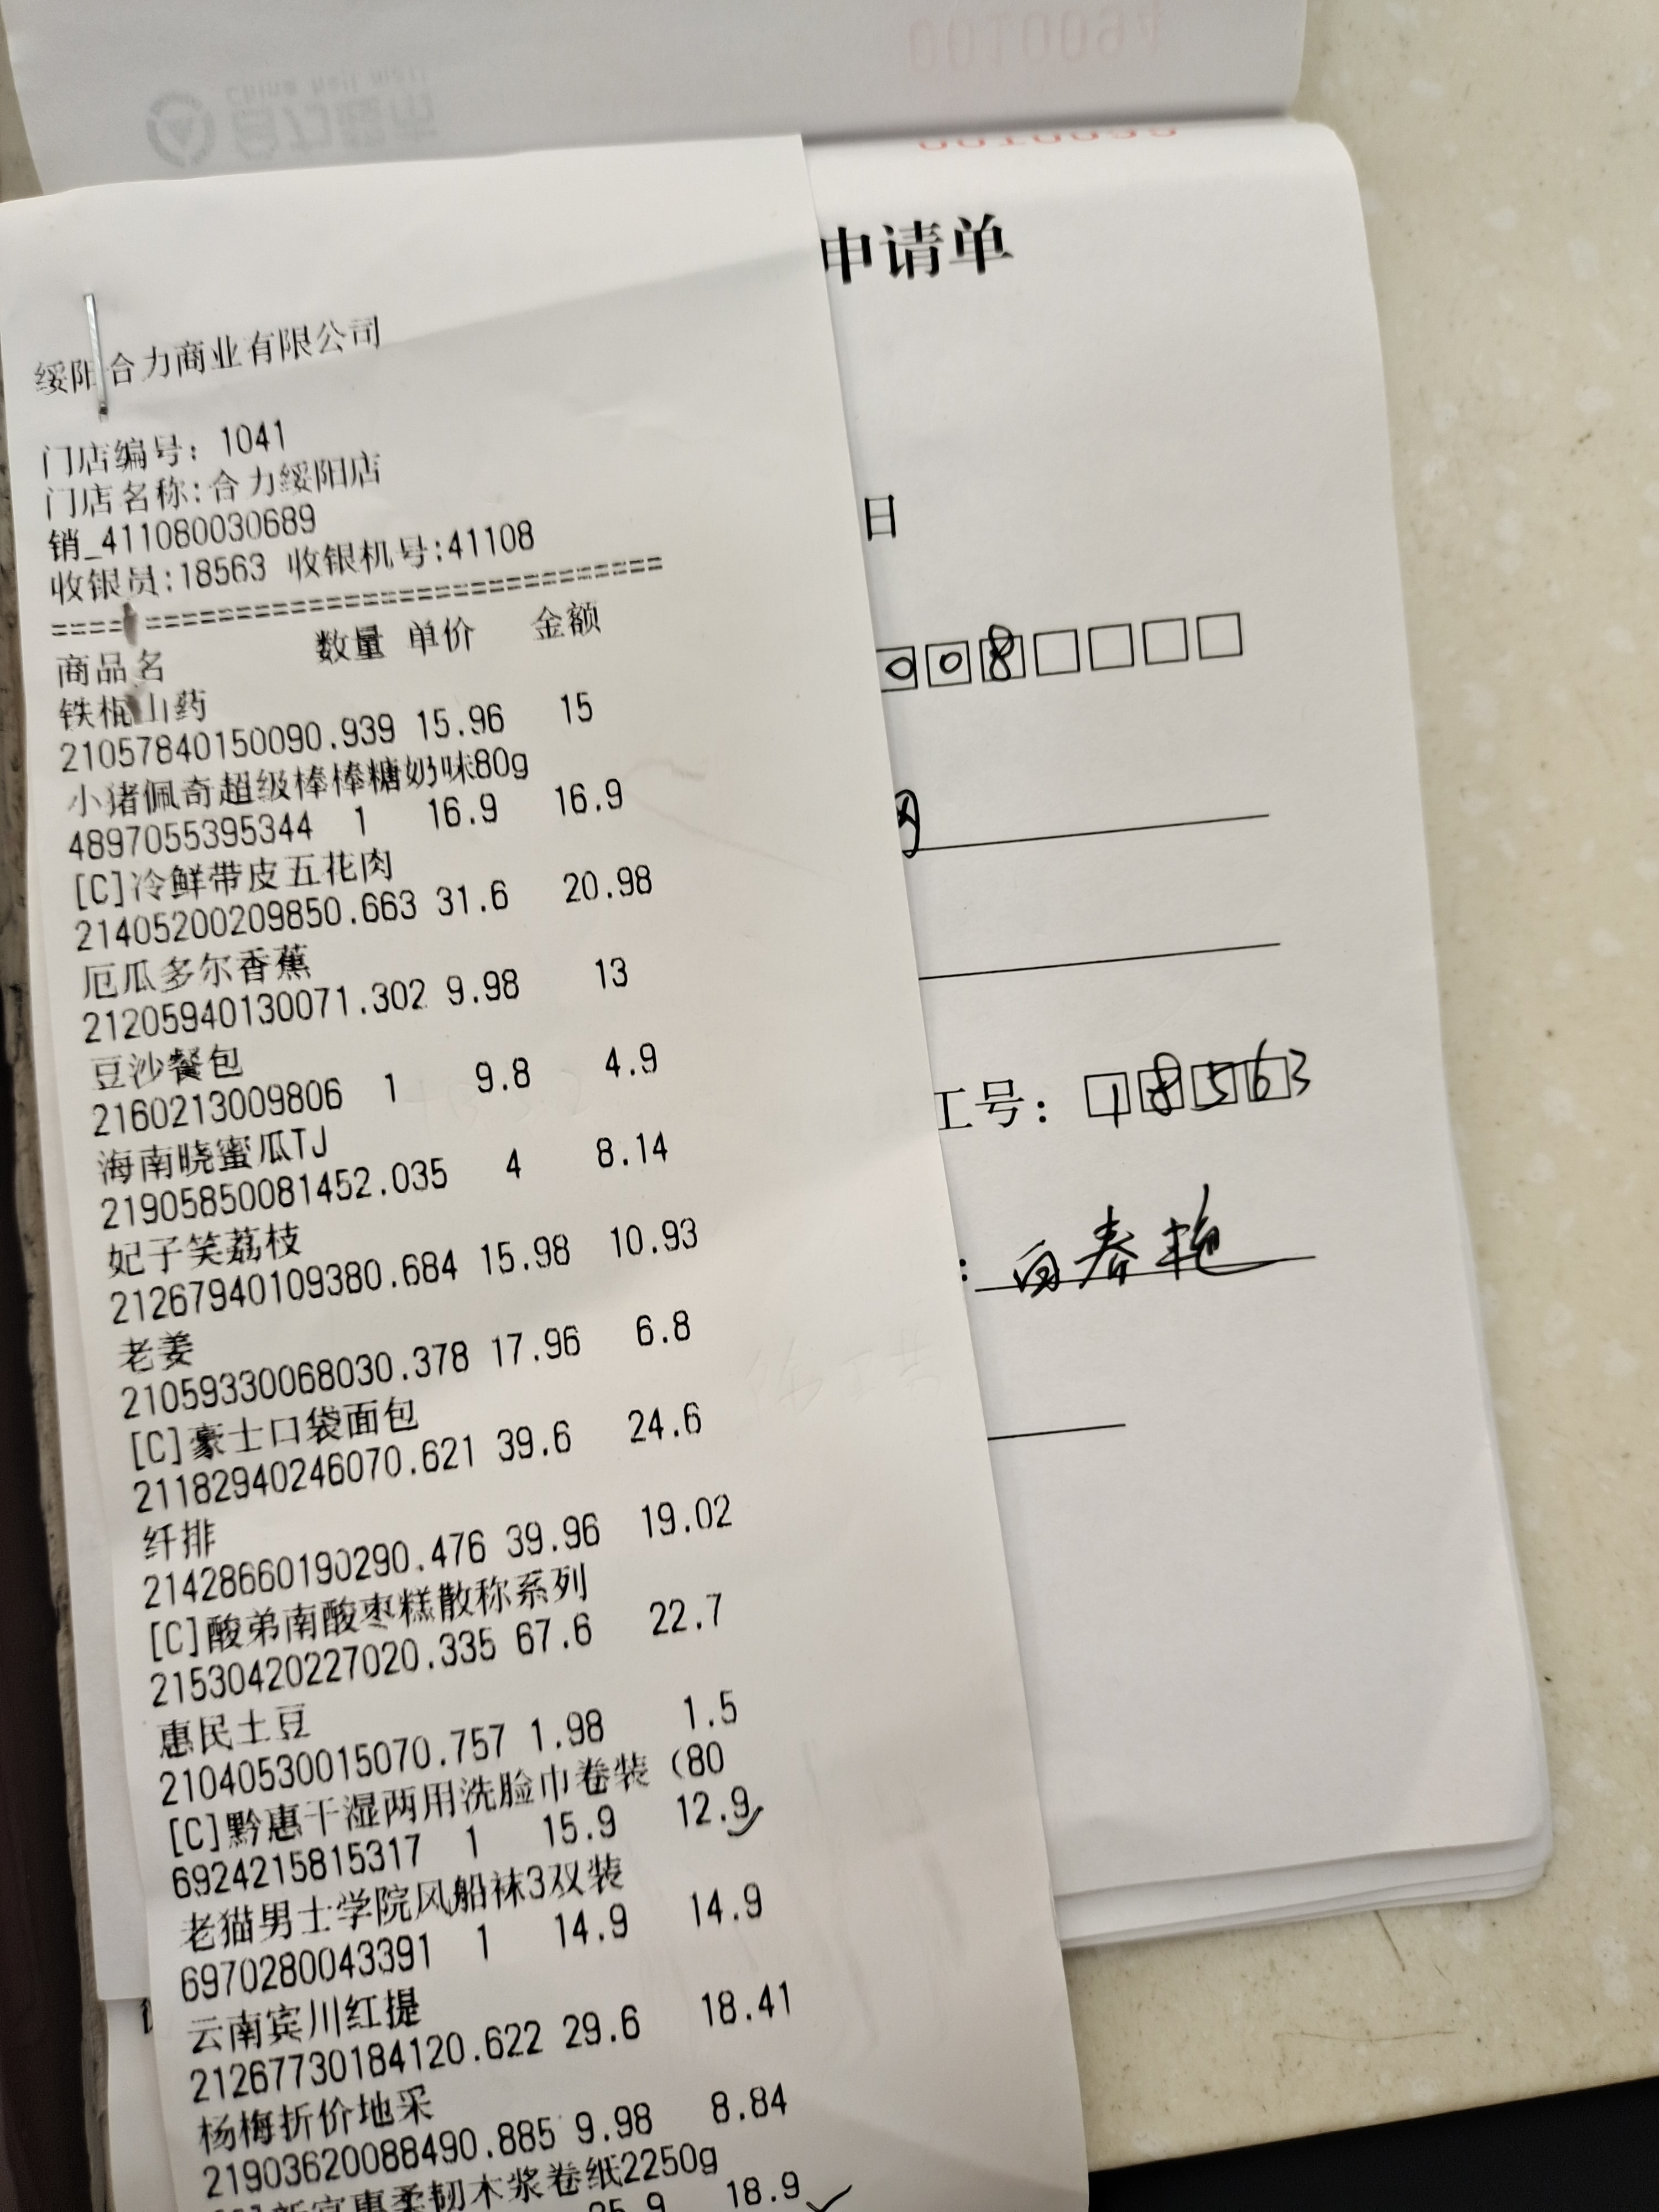 申请单
绥阳合力商业有限公司
门店编号: 1041
门店名称:合力绥阳店
销_411080030689
收银员:18563 收银机号:41108
================================
商品名 数量 单价 金额
铁棍山药
21057840150090.939 15.96 15
小猪佩奇超级棒棒糖奶味80g
4897055395344 1 16.9 16.9
[C]冷鲜带皮五花肉
21405200209850.663 31.6 20.98
厄瓜多尔香蕉
21205940130071.302 9.98 13
豆沙餐包
2160213009806 1 9.8 4.9
海南晓蜜瓜TJ
21905850081452.035 4 8.14
妃子笑荔枝
21267940109380.684 15.98 10.93
老姜
21059330068030.378 17.96 6.8
[C]豪士口袋面包
21182940246070.621 39.6 24.6
纤排
21428660190290.476 39.96 19.02
[C]酸弟南酸枣糕散称系列
21530420227020.335 67.6 22.7
惠民土豆
21040530015070.757 1.98 1.5
[C]黔惠干湿两用洗脸巾卷装（80
6924215815317 1 15.9 12.9
老猫男士学院风船袜3双装
6970280043391 1 14.9 14.9
云南宾川红提
21267730184120.622 29.6 18.41
杨梅折价地采
21903620088490.885 9.98 8.84
柔韧木浆卷纸2250g
18.9
日
008
工号: 18563
: 向春艳